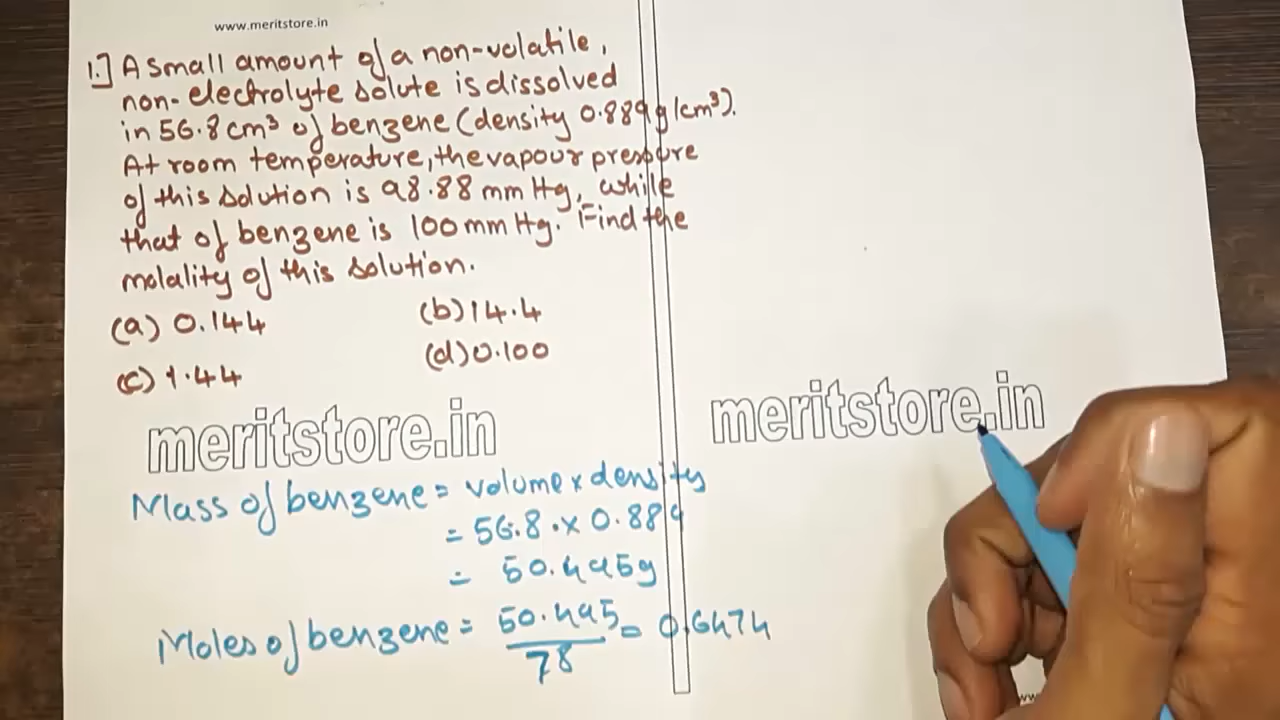 www.meritstore.in
1.] A small amount of a non-volatile,
non-electrolyte solute is dissolved
in 56.8 cm³ of benzene (density 0.889 g/cm³).
At room temperature, the vapour pressure
of this solution is 98.88 mm Hg, while
that of benzene is 100 mm Hg. Find the
molality of this solution.
(a) 0.144 (b) 14.4
(c) 1.44 (d) 0.100
meritstore.in meritstore.in
Mass of benzene = volume × density
= 56.8 × 0.889
= 50.495g
Moles of benzene = 50.495/78 = 0.6474